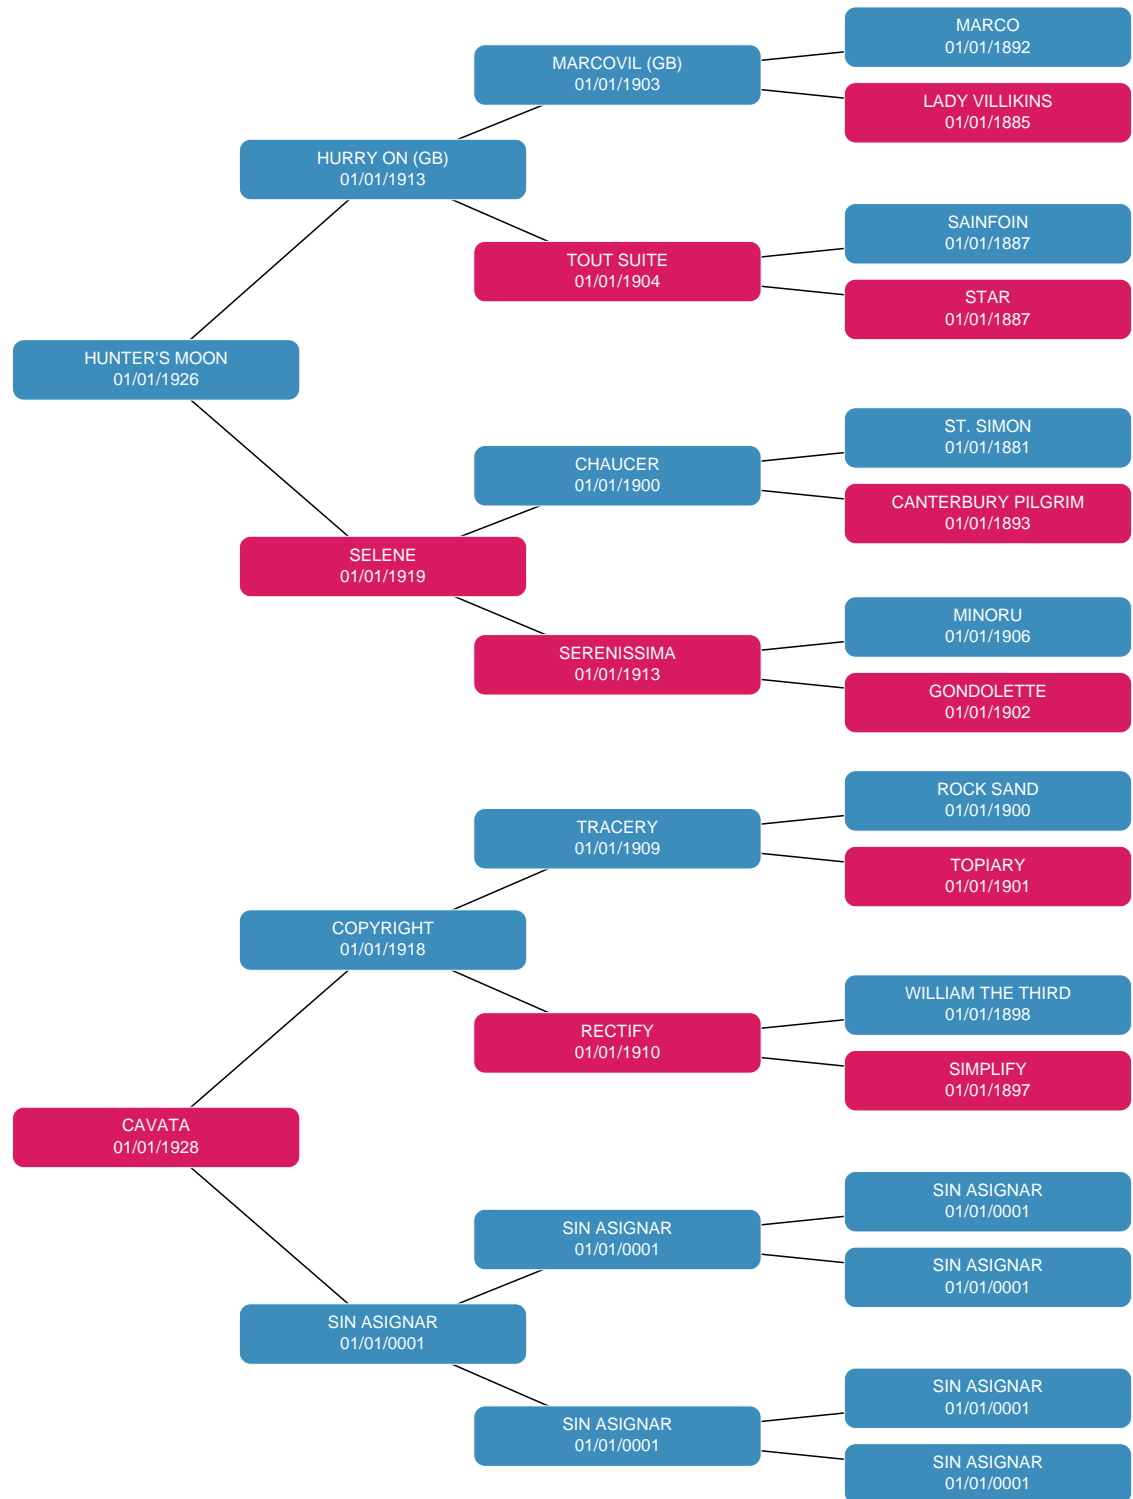 MARCO
01/01/1892
MARCOVIL (GB)
01/01/1903
LADY VILLIKINS
01/01/1885
HURRY ON (GB)
01/01/1913
SAINFOIN
01/01/1887
TOUT SUITE
01/01/1904
STAR
01/01/1887
HUNTER'S MOON
01/01/1926
ST. SIMON
01/01/1881
CHAUCER
01/01/1900
CANTERBURY PILGRIM
01/01/1893
SELENE
01/01/1919
MINORU
01/01/1906
SERENISSIMA
01/01/1913
GONDOLETTE
01/01/1902
ROCK SAND
01/01/1900
TRACERY
01/01/1909
TOPIARY
01/01/1901
COPYRIGHT
01/01/1918
WILLIAM THE THIRD
01/01/1898
RECTIFY
01/01/1910
SIMPLIFY
01/01/1897
CAVATA
01/01/1928
SIN ASIGNAR
01/01/0001
SIN ASIGNAR
01/01/0001
SIN ASIGNAR
01/01/0001
SIN ASIGNAR
01/01/0001
SIN ASIGNAR
01/01/0001
SIN ASIGNAR
01/01/0001
SIN ASIGNAR
01/01/0001